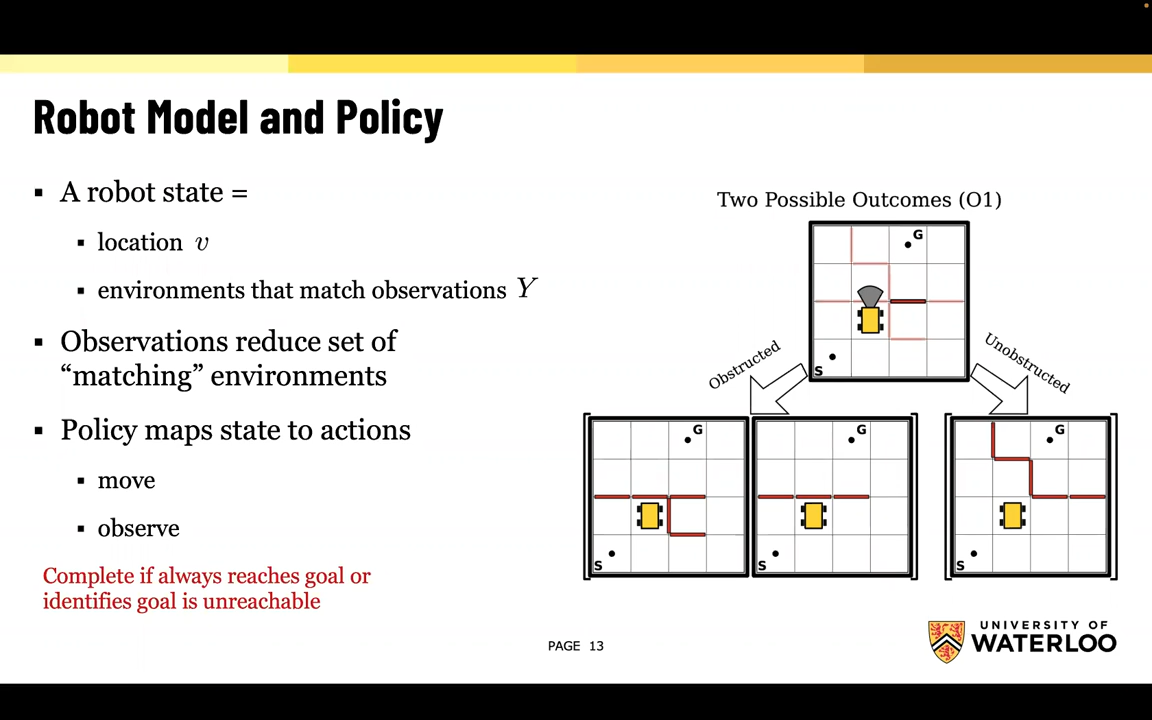 Robot Model and Policy
▪ A robot state =
▪ location v
▪ environments that match observations Y
▪ Observations reduce set of
“matching” environments
▪ Policy maps state to actions
▪ move
▪ observe
Complete if always reaches goal or
identifies goal is unreachable
Two Possible Outcomes (O1)
G
S
Obstructed
Unobstructed
G
S
G
S
G
S
PAGE 13
UNIVERSITY OF
WATERLOO